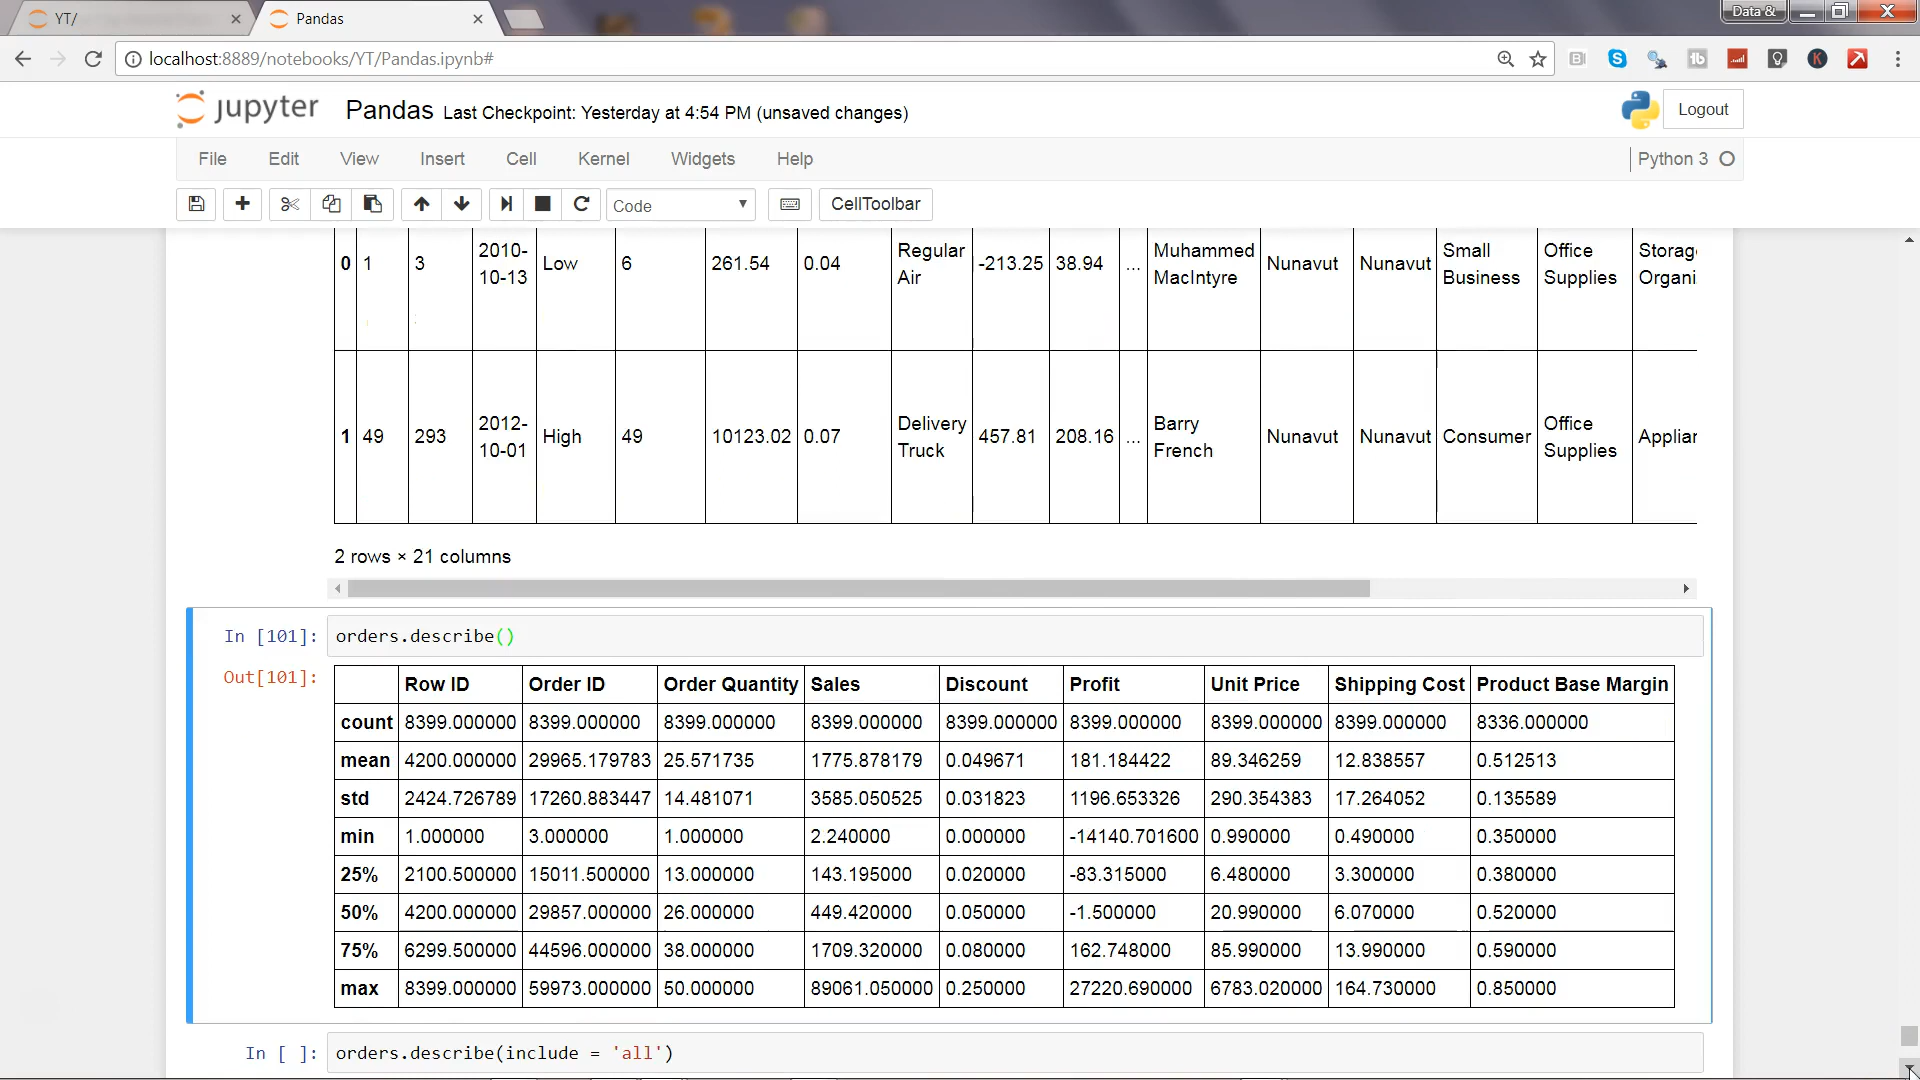 YT/
Pandas
Data &
localhost:8889/notebooks/YT/Pandas.ipynb#
jupyter Pandas Last Checkpoint: Yesterday at 4:54 PM (unsaved changes)
Logout
File Edit View Insert Cell Kernel Widgets Help
Python 3
Code
CellToolbar
0 1 3 2010-10-13 Low 6 261.54 0.04 Regular Air -213.25 38.94 ... Muhammed MacIntyre Nunavut Nunavut Small Business Office Supplies Storag Organi
1 49 293 2012-10-01 High 49 10123.02 0.07 Delivery Truck 457.81 208.16 ... Barry French Nunavut Nunavut Consumer Office Supplies Applian
2 rows × 21 columns
In [101]: orders.describe()
Out[101]:
Row ID Order ID Order Quantity Sales Discount Profit Unit Price Shipping Cost Product Base Margin
count 8399.000000 8399.000000 8399.000000 8399.000000 8399.000000 8399.000000 8399.000000 8399.000000 8336.000000
mean 4200.000000 29965.179783 25.571735 1775.878179 0.049671 181.184422 89.346259 12.838557 0.512513
std 2424.726789 17260.883447 14.481071 3585.050525 0.031823 1196.653326 290.354383 17.264052 0.135589
min 1.000000 3.000000 1.000000 2.240000 0.000000 -14140.701600 0.990000 0.490000 0.350000
25% 2100.500000 15011.500000 13.000000 143.195000 0.020000 -83.315000 6.480000 3.300000 0.380000
50% 4200.000000 29857.000000 26.000000 449.420000 0.050000 -1.500000 20.990000 6.070000 0.520000
75% 6299.500000 44596.000000 38.000000 1709.320000 0.080000 162.748000 85.990000 13.990000 0.590000
max 8399.000000 59973.000000 50.000000 89061.050000 0.250000 27220.690000 6783.020000 164.730000 0.850000
In [ ]: orders.describe(include = 'all')